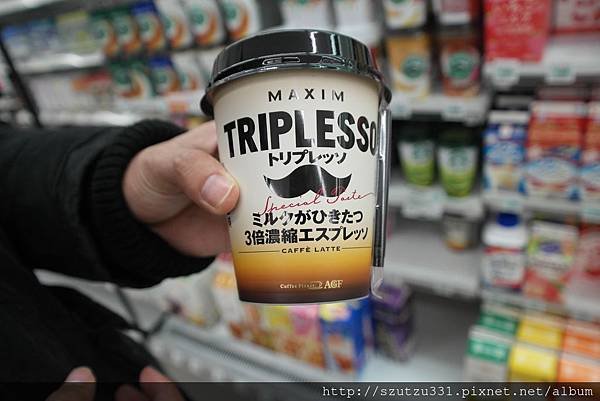 MAXIM
TRIPLESSO
トリプレッソ
Special Taste
ミルクがひきたつ
3倍濃縮エスプレッソ
CAFFÈ LATTE
AGF
http://szutzu331.pixnet.net/album